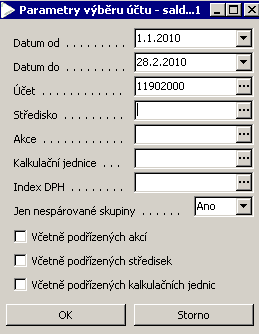 Parametry výběru účtu - sald...1
Datum od . . . . . . . . . . 1.1.2010
Datum do . . . . . . . . . . 28.2.2010
Účet . . . . . . . . . . . . . 11902000
Středisko . . . . . . . . . .
Akce . . . . . . . . . . . . .
Kalkulační jednice . . .
Index DPH . . . . . . . . .
Jen nespárované skupiny . . . . . . Ano
Včetně podřízených akcí
Včetně podřízených středisek
Včetně podřízených kalkulačních jednic
OK Storno